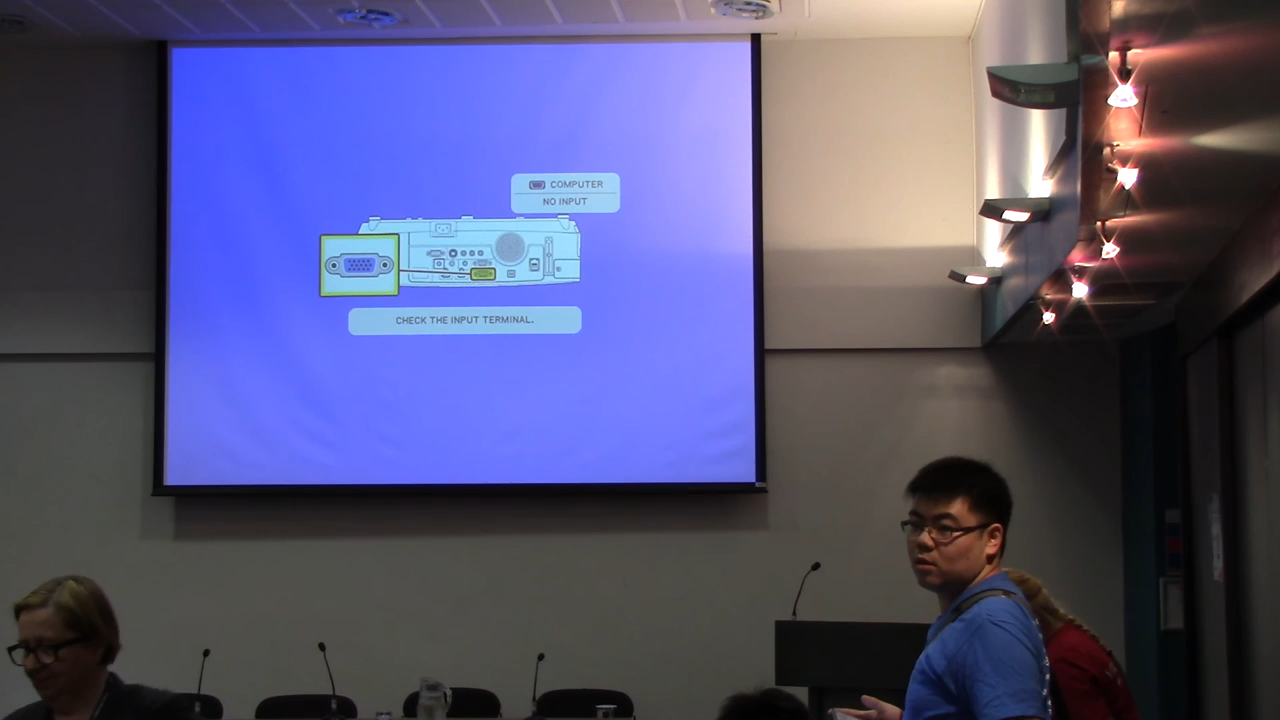 COMPUTER
NO INPUT
CHECK THE INPUT TERMINAL.